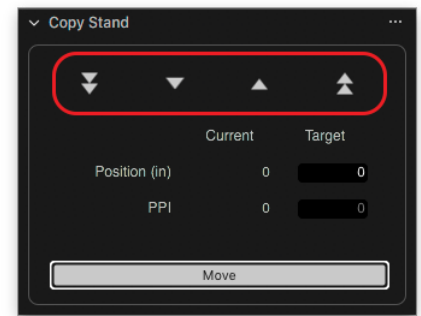 Copy Stand
Current Target
Position (in) 0 0
PPI 0 0
Move